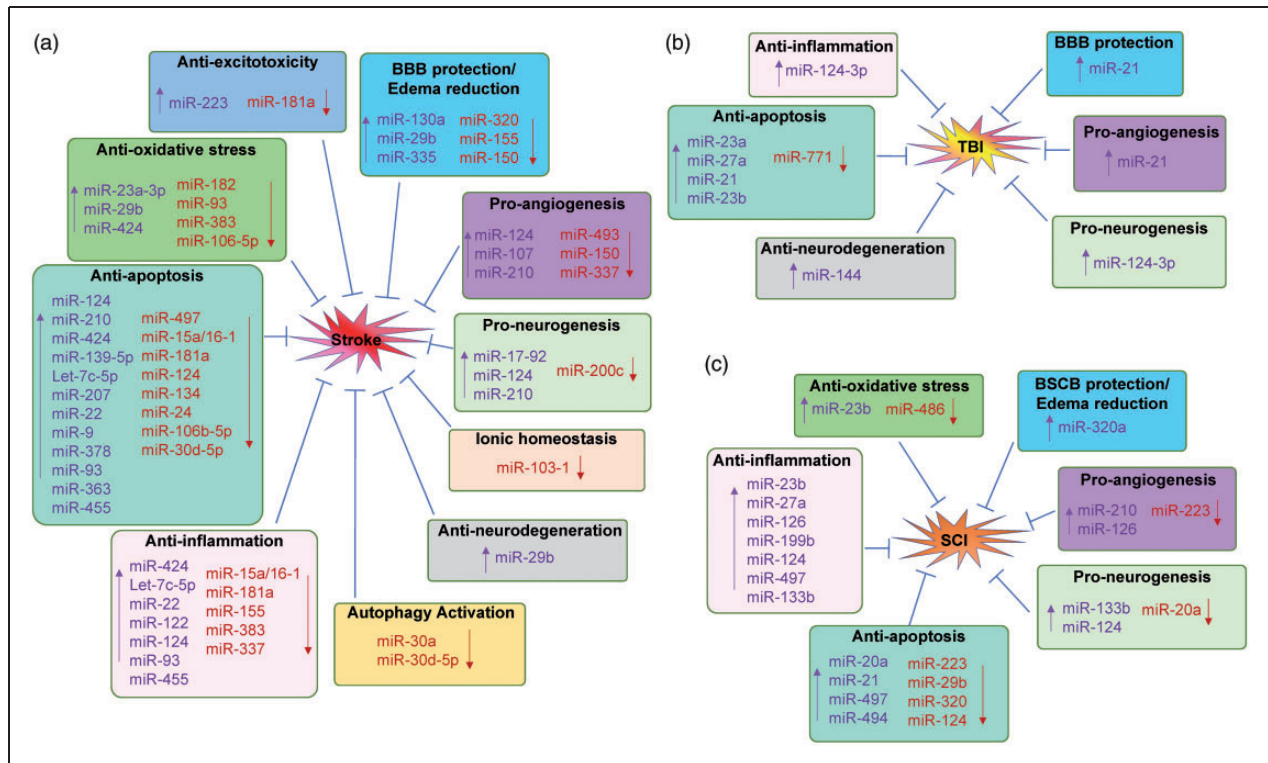 (a)
Anti-excitotoxicity
miR-223 miR-181a
BBB protection/
Edema reduction
miR-130a miR-320
miR-29b miR-155
miR-335 miR-150
Anti-oxidative stress
miR-23a-3p miR-182
miR-29b miR-93
miR-424 miR-383
miR-106-5p
Pro-angiogenesis
miR-124 miR-493
miR-107 miR-150
miR-210 miR-337
Anti-apoptosis
miR-124
miR-210 miR-497
miR-424 miR-15a/16-1
miR-139-5p miR-181a
Let-7c-5p miR-124
miR-207 miR-134
miR-22 miR-24
miR-9 miR-106b-5p
miR-378 miR-30d-5p
miR-93
miR-363
miR-455
Stroke
Pro-neurogenesis
miR-17-92
miR-124 miR-200c
miR-210
Ionic homeostasis
miR-103-1
Anti-neurodegeneration
miR-29b
Anti-inflammation
miR-424 miR-15a/16-1
Let-7c-5p miR-181a
miR-22 miR-155
miR-122 miR-383
miR-124 miR-337
miR-93
miR-455
Autophagy Activation
miR-30a
miR-30d-5p
(b)
Anti-inflammation
miR-124-3p
BBB protection
miR-21
Anti-apoptosis
miR-23a
miR-27a miR-771
miR-21
miR-23b
TBI
Pro-angiogenesis
miR-21
Anti-neurodegeneration
miR-144
Pro-neurogenesis
miR-124-3p
(c)
Anti-oxidative stress
miR-23b miR-486
BSCB protection/
Edema reduction
miR-320a
Anti-inflammation
miR-23b
miR-27a
miR-126
miR-199b
miR-124
miR-497
miR-133b
SCI
Pro-angiogenesis
miR-210 miR-223
miR-126
Pro-neurogenesis
miR-133b miR-20a
miR-124
Anti-apoptosis
miR-20a miR-223
miR-21 miR-29b
miR-497 miR-320
miR-494 miR-124